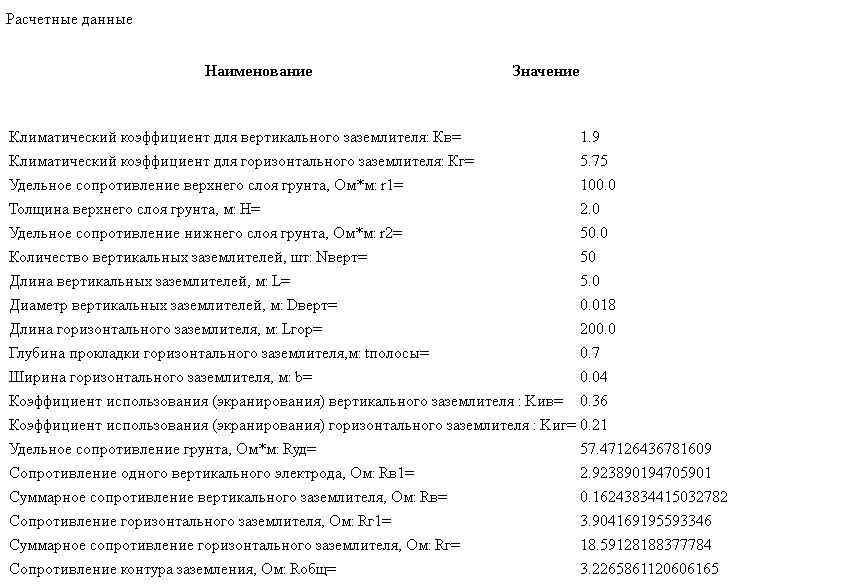 Расчетные данные
Наименование Значение
Климатический коэффициент для вертикального заземлителя: Кв= 1.9
Климатический коэффициент для горизонтального заземлителя: Кг= 5.75
Удельное сопротивление верхнего слоя грунта, Ом*м: r1= 100.0
Толщина верхнего слоя грунта, м: H= 2.0
Удельное сопротивление нижнего слоя грунта, Ом*м: r2= 50.0
Количество вертикальных заземлителей, шт: Nверт= 50
Длина вертикальных заземлителей, м: L= 5.0
Диаметр вертикальных заземлителей, м: Dверт= 0.018
Длина горизонтального заземлителя, м: Lгор= 200.0
Глубина прокладки горизонтального заземлителя,м: tполосы= 0.7
Ширина горизонтального заземлителя, м: b= 0.04
Коэффициент использования (экранирования) вертикального заземлителя : Кив= 0.36
Коэффициент использования (экранирования) горизонтального заземлителя : Киг= 0.21
Удельное сопротивление грунта, Ом*м: Rуд= 57.47126436781609
Сопротивление одного вертикального электрода, Ом: Rв1= 2.923890194705901
Суммарное сопротивление вертикального заземлителя, Ом: Rв= 0.16243834415032782
Сопротивление горизонтального заземлителя, Ом: Rг1= 3.904169195593346
Суммарное сопротивление горизонтального заземлителя, Ом: Rг= 18.59128188377784
Сопротивление контура заземления, Ом: Rобщ= 3.2265861120606165